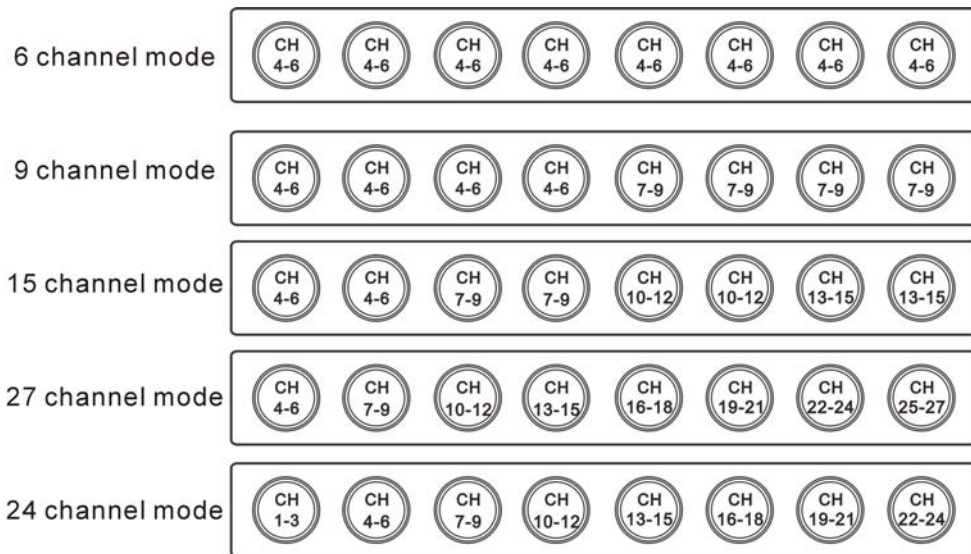 6 channel mode
CH CH CH CH CH CH CH CH
4-6 4-6 4-6 4-6 4-6 4-6 4-6 4-6
9 channel mode
CH CH CH CH CH CH CH CH
4-6 4-6 4-6 4-6 7-9 7-9 7-9 7-9
15 channel mode
CH CH CH CH CH CH CH CH
4-6 4-6 7-9 7-9 10-12 10-12 13-15 13-15
27 channel mode
CH CH CH CH CH CH CH CH
4-6 7-9 10-12 13-15 16-18 19-21 22-24 25-27
24 channel mode
CH CH CH CH CH CH CH CH
1-3 4-6 7-9 10-12 13-15 16-18 19-21 22-24